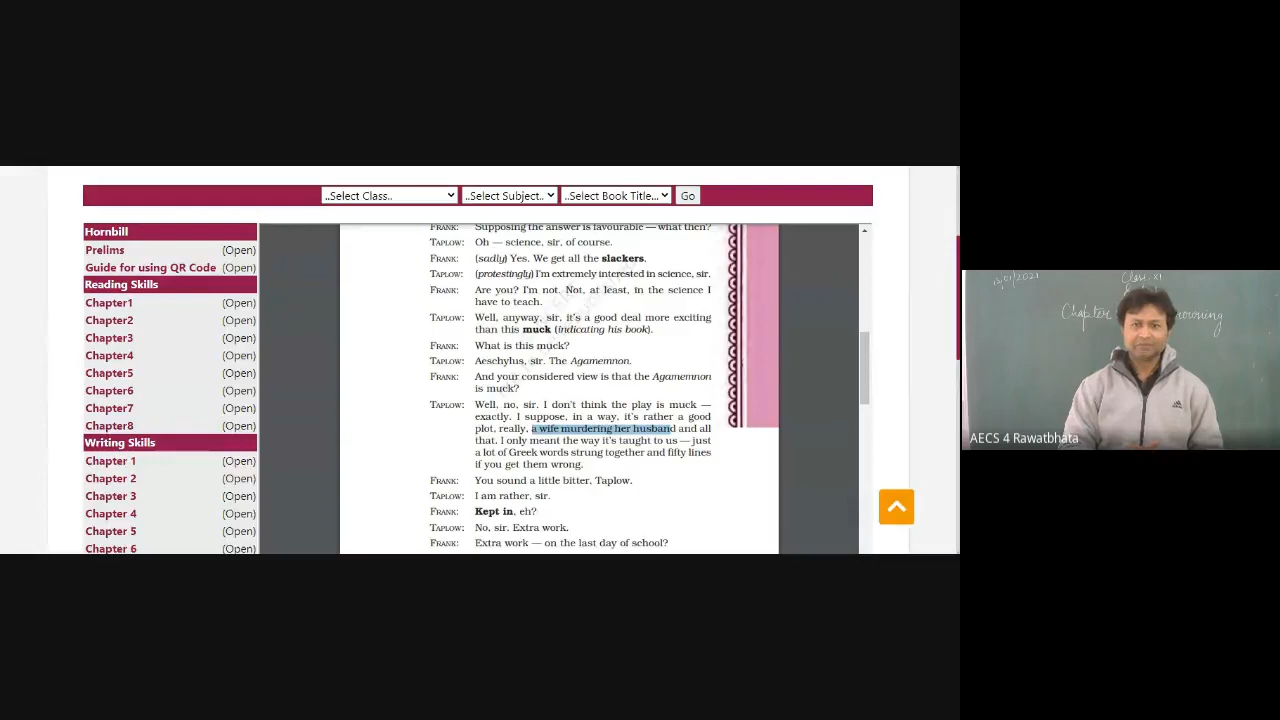 ..Select Class.. ..Select Subject.. ..Select Book Title... Go
Hornbill
Prelims (Open)
Guide for using QR Code (Open)
Reading Skills
Chapter1 (Open)
Chapter2 (Open)
Chapter3 (Open)
Chapter4 (Open)
Chapter5 (Open)
Chapter6 (Open)
Chapter7 (Open)
Chapter8 (Open)
Writing Skills
Chapter 1 (Open)
Chapter 2 (Open)
Chapter 3 (Open)
Chapter 4 (Open)
Chapter 5 (Open)
Chapter 6 (Open)
FRANK: Supposing the answer is favourable — what then?
TAPLOW: Oh — science, sir, of course.
FRANK: (sadly) Yes. We get all the slackers.
TAPLOW: (protestingly) I'm extremely interested in science, sir.
FRANK: Are you? I'm not. Not, at least, in the science I
have to teach.
TAPLOW: Well, anyway, sir, it's a good deal more exciting
than this muck (indicating his book).
FRANK: What is this muck?
TAPLOW: Aeschylus, sir. The Agamemnon.
FRANK: And your considered view is that the Agamemnon
is muck?
TAPLOW: Well, no, sir. I don't think the play is muck —
exactly. I suppose, in a way, it's rather a good
plot, really, a wife murdering her husband and all
that. I only meant the way it's taught to us — just
a lot of Greek words strung together and fifty lines
if you get them wrong.
FRANK: You sound a little bitter, Taplow.
TAPLOW: I am rather, sir.
FRANK: Kept in, eh?
TAPLOW: No, sir. Extra work.
FRANK: Extra work — on the last day of school?
Class XI
Chapter rowning
AECS 4 Rawatbhata